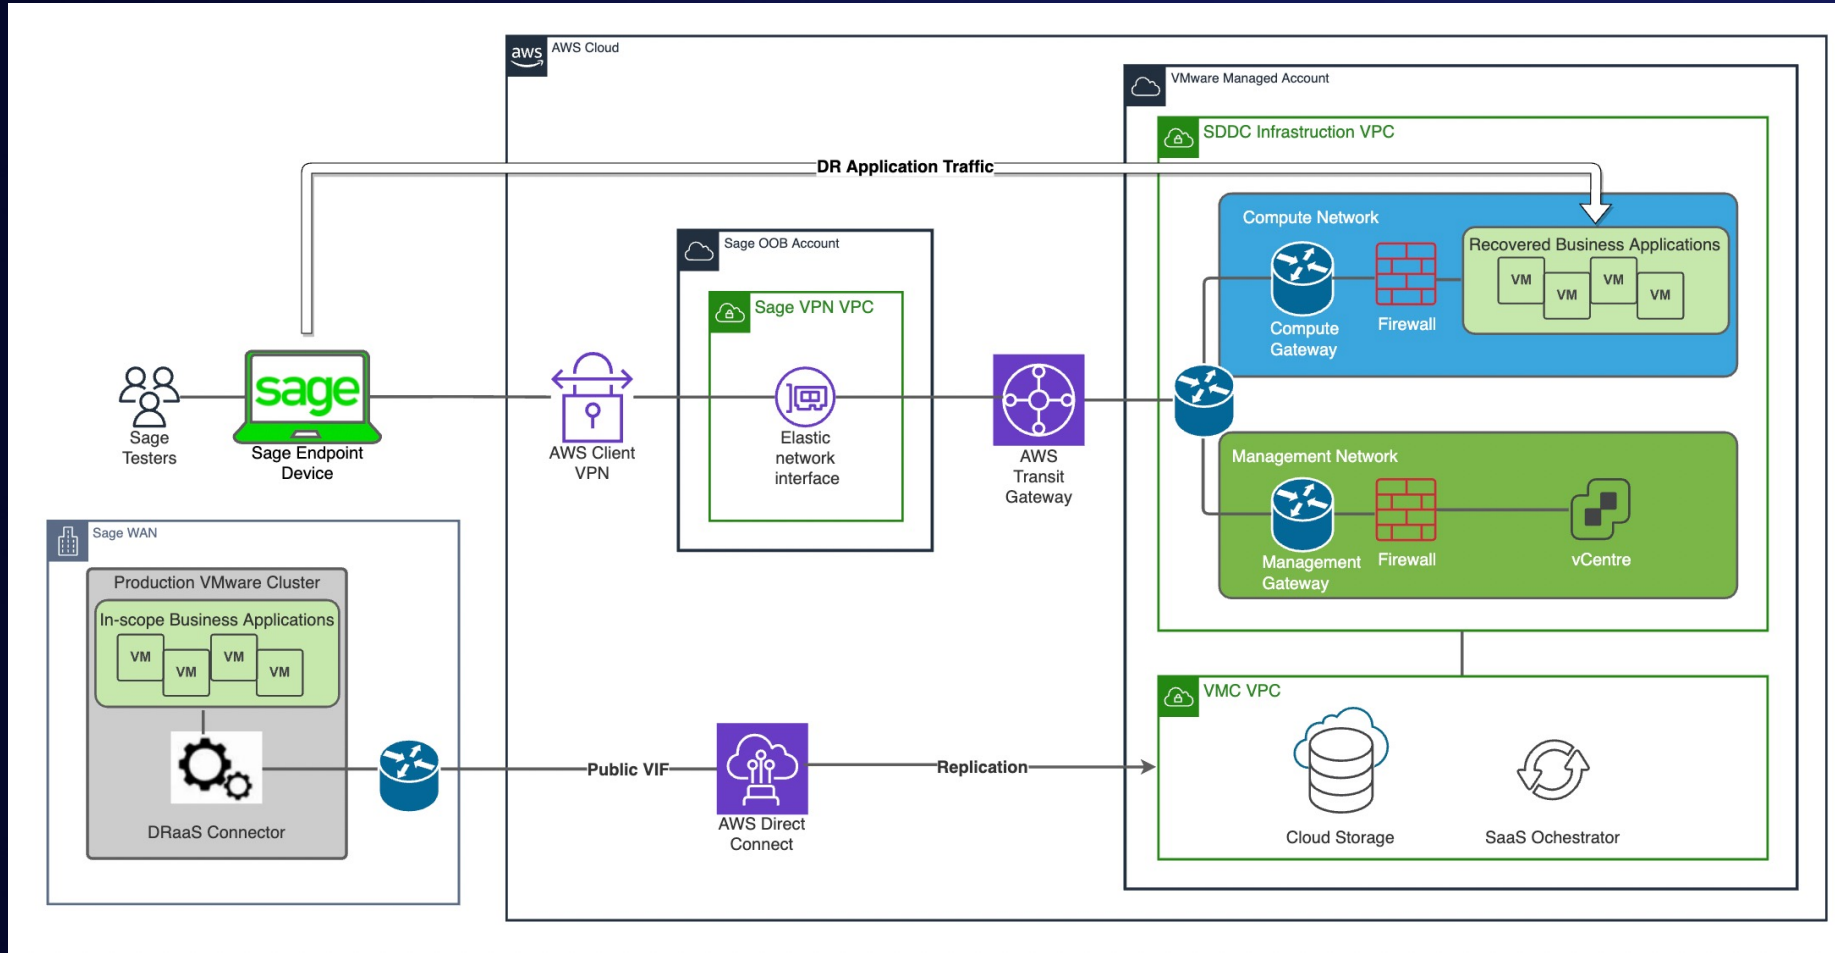 aws
AWS Cloud
VMware Managed Account
SDDC Infrastruction VPC
DR Application Traffic
Compute Network
Recovered Business Applications
VM
VM
VM
VM
Compute
Gateway
Firewall
Sage OOB Account
Sage VPN VPC
Elastic
network
interface
sage
Sage
Testers
Sage Endpoint
Device
AWS Client
VPN
AWS
Transit
Gateway
Management Network
Management
Gateway
Firewall
vCentre
Sage WAN
Production VMware Cluster
In-scope Business Applications
VM
VM
VM
VM
DRaaS Connector
Public VIF
AWS Direct
Connect
Replication
VMC VPC
Cloud Storage
SaaS Ochestrator